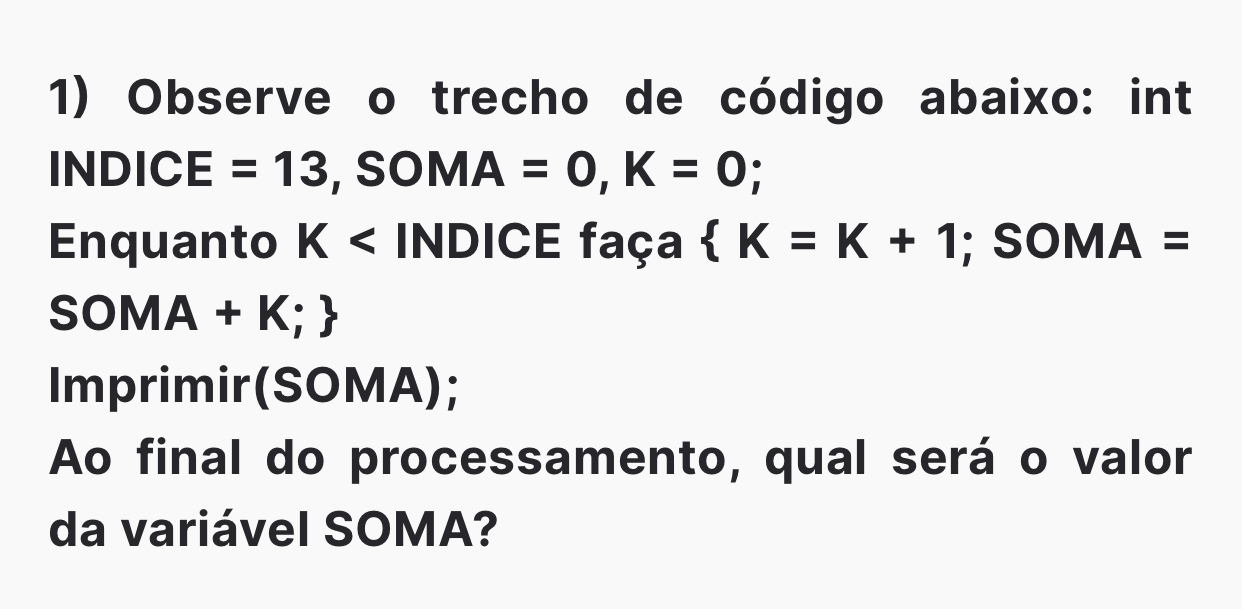 1) Observe o trecho de código abaixo: int
INDICE = 13, SOMA = 0, K = 0;
Enquanto K < INDICE faça { K = K + 1; SOMA =
SOMA + K; }
Imprimir(SOMA);
Ao final do processamento, qual será o valor
da variável SOMA?